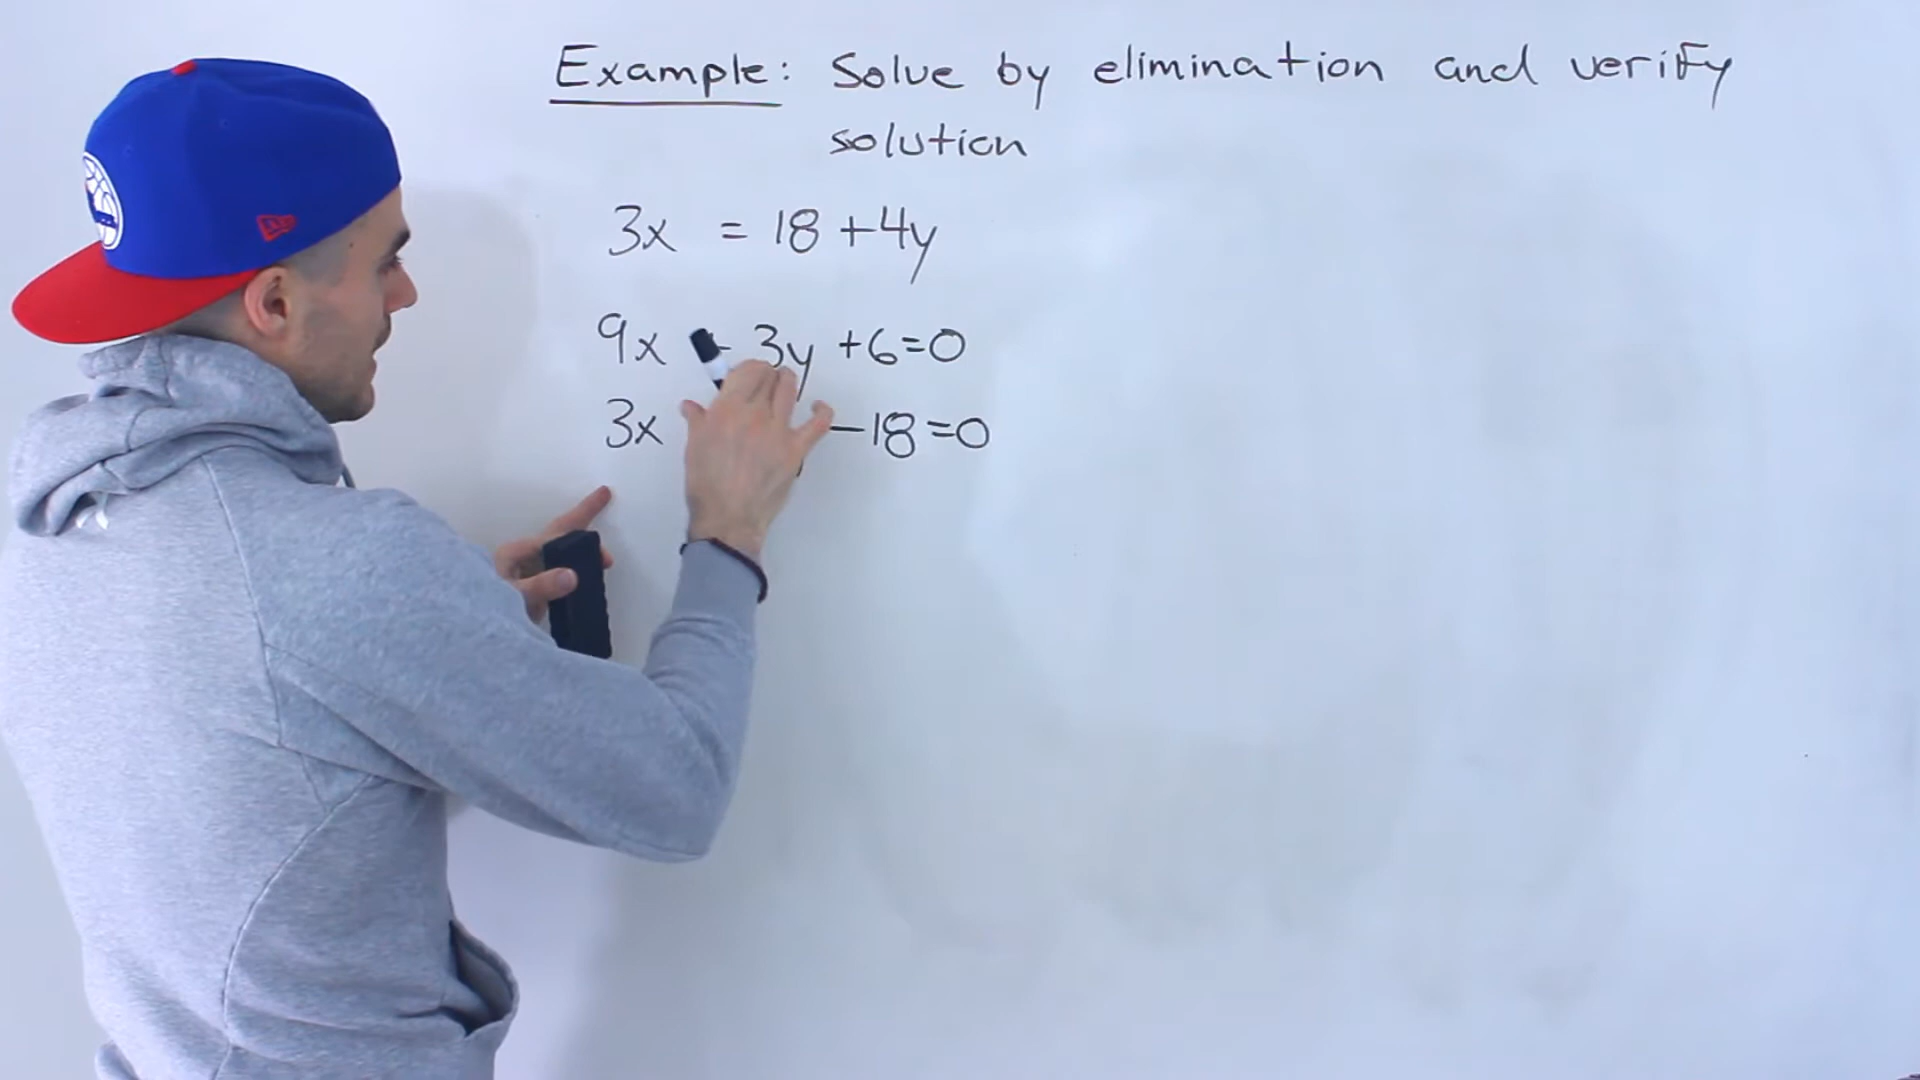 Example: Solve by elimination and verify
solution
3x = 18 +4y
9x 3y +6=0
3x -18=0